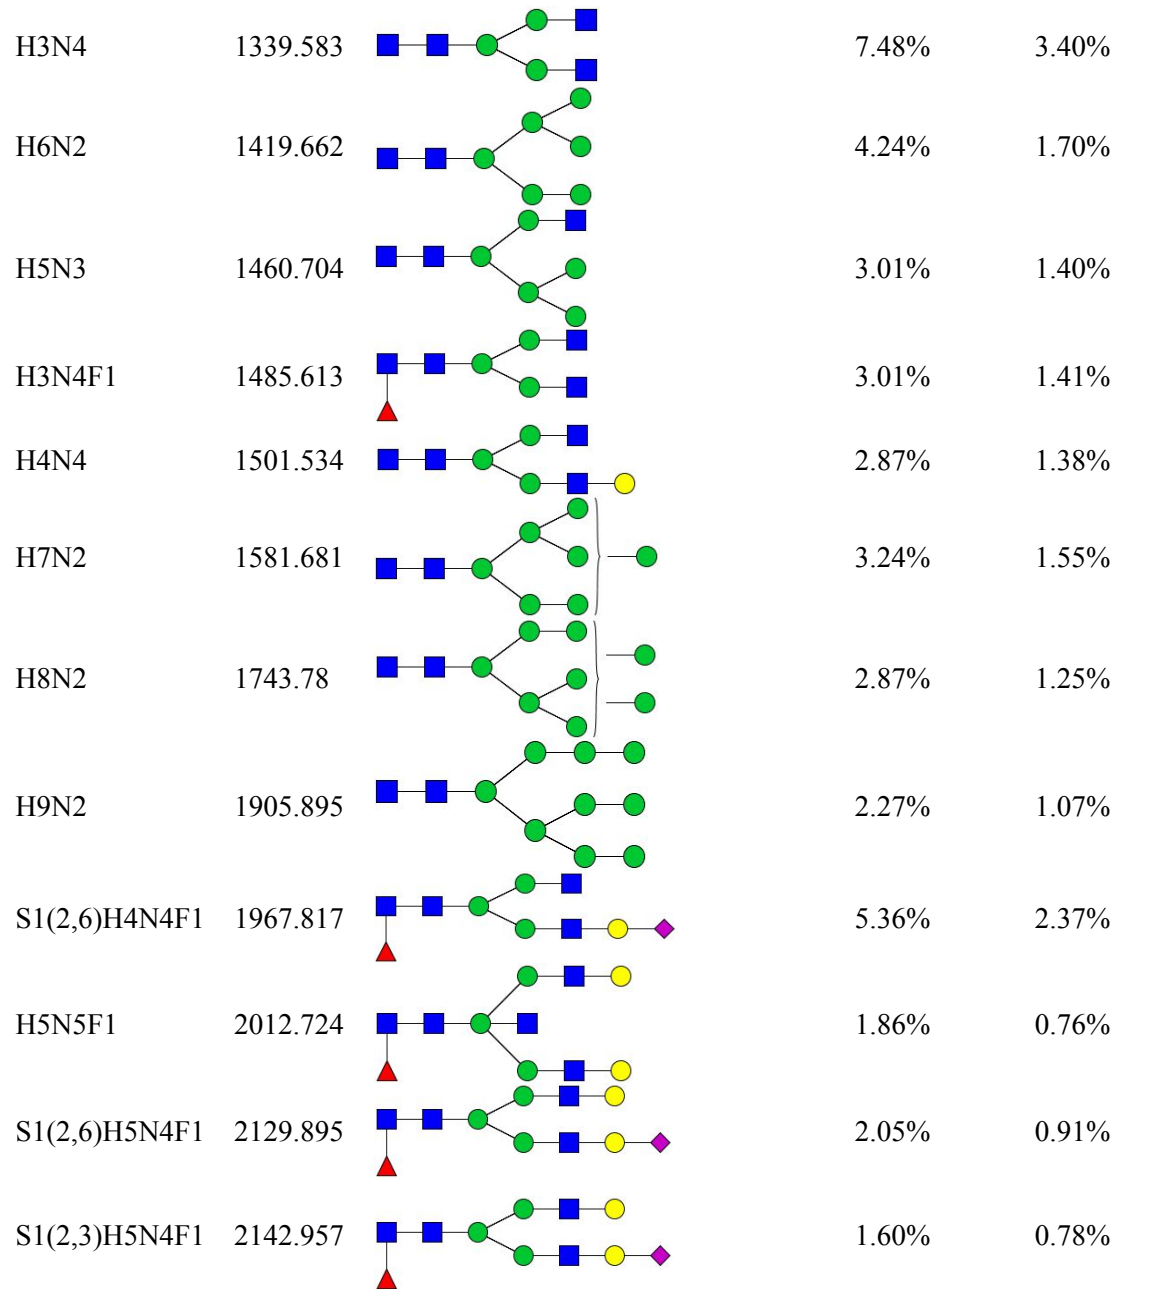 H3N4 1339.583 7.48% 3.40%
H6N2 1419.662 4.24% 1.70%
H5N3 1460.704 3.01% 1.40%
H3N4F1 1485.613 3.01% 1.41%
H4N4 1501.534 2.87% 1.38%
H7N2 1581.681 3.24% 1.55%
H8N2 1743.78 2.87% 1.25%
H9N2 1905.895 2.27% 1.07%
S1(2,6)H4N4F1 1967.817 5.36% 2.37%
H5N5F1 2012.724 1.86% 0.76%
S1(2,6)H5N4F1 2129.895 2.05% 0.91%
S1(2,3)H5N4F1 2142.957 1.60% 0.78%